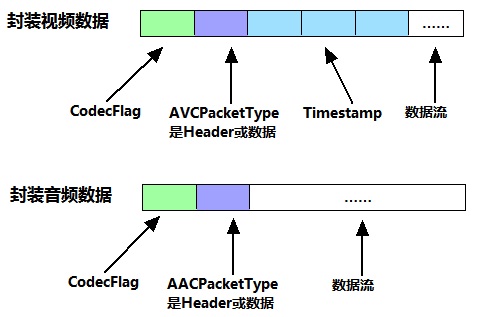 封装视频数据
......
CodecFlag
AVCPacketType
是Header或数据
Timestamp
数据流
封装音频数据
......
CodecFlag
AACPacketType
是Header或数据
数据流